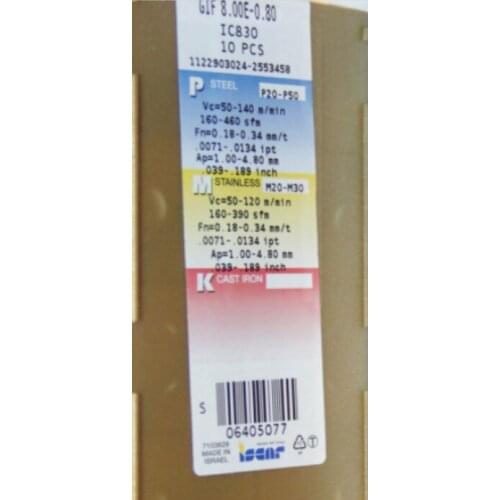 GIF 8.00E-0.80
IC830
10 PCS
1122903024-2553458
P STEEL P20-P50
Vc=50-140 m/min
160-460 sfm
Fn=0.18-0.34 mm/t
.0071-.0134 ipt
Ap=1.00-4.80 mm
.039-.189 inch
M STAINLESS M20-M30
Vc=50-120 m/min
160-390 sfm
Fn=0.18-0.34 mm/t
.0071-.0134 ipt
Ap=1.00-4.80 mm
.039-.189 inch
K CAST IRON
S
06405077
7103629
MADE IN
ISRAEL
iscar